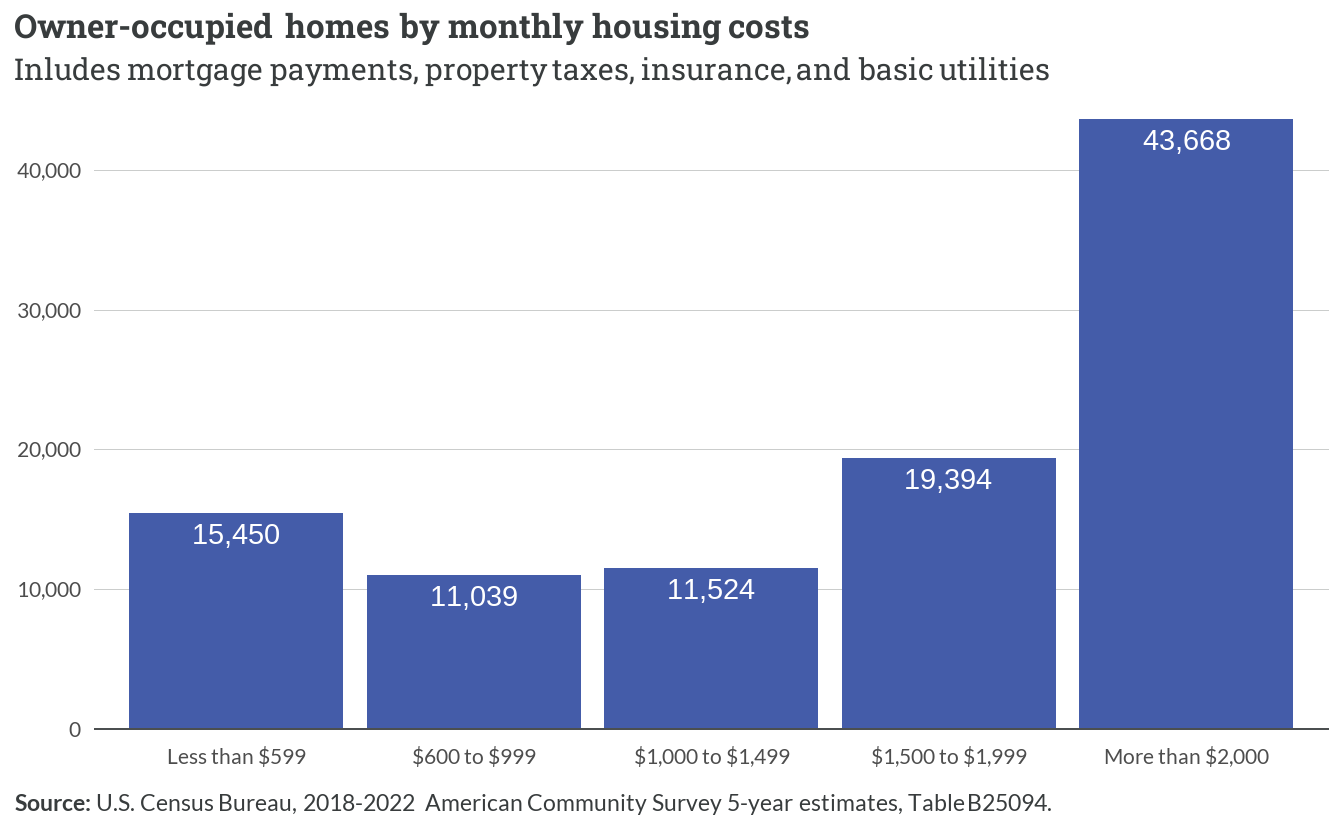 Owner-occupied homes by monthly housing costs
Inludes mortgage payments, property taxes, insurance, and basic utilities
43,668
40,000
30,000
20,000
19,394
15,450
11,039
11,524
10,000
0
Less than $599
$600 to $999
$1,000 to $1,499
$1,500 to $1,999
More than $2,000
Source: U.S. Census Bureau, 2018-2022 American Community Survey 5-year estimates, Table B25094.